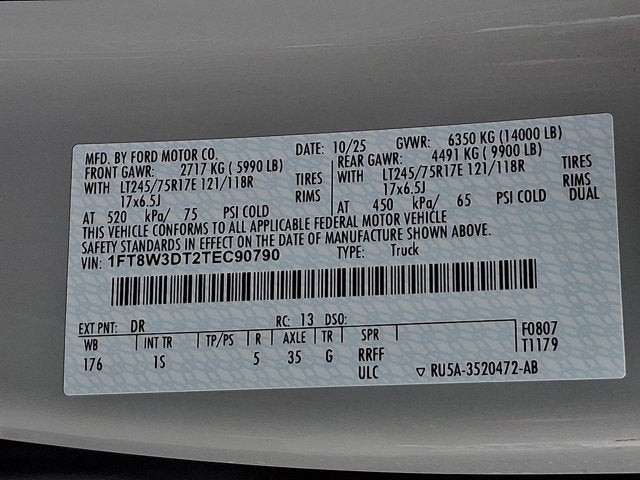 MFD. BY FORD MOTOR CO. DATE: 10/25 GVWR: 6350 KG (14000 LB)
FRONT GAWR: 2717 KG ( 5990 LB) REAR GAWR: 4491 KG ( 9900 LB)
WITH LT245/75R17E 121/118R TIRES WITH LT245/75R17E 121/118R TIRES
17x6.5J RIMS 17x6.5J RIMS
AT 520 kPa/ 75 PSI COLD AT 450 kPa/ 65 PSI COLD DUAL
THIS VEHICLE CONFORMS TO ALL APPLICABLE FEDERAL MOTOR VEHICLE
SAFETY STANDARDS IN EFFECT ON THE DATE OF MANUFACTURE SHOWN ABOVE.
VIN: 1FT8W3DT2TEC90790 TYPE: Truck
EXT PNT: DR RC: 13 DSO:
WB INT TR TP/PS R AXLE TR SPR F0807
176 1S 5 35 G RRFF T1179
ULC ▽ RU5A-3520472-AB